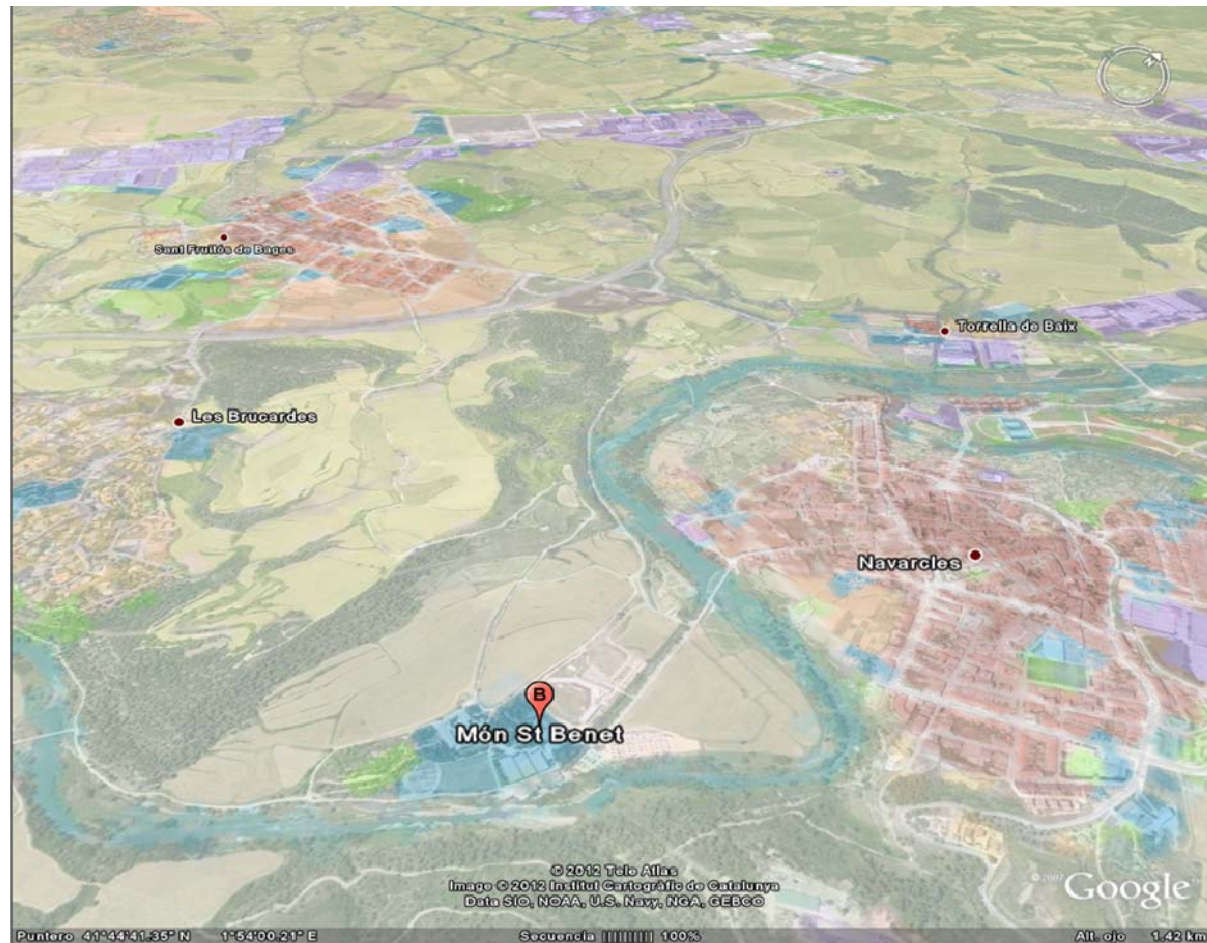 N
Sant Fruitós de Bages
Torrella de Baix
Les Brucardes
Navarcles
B
Món St Benet
© 2012 Tele Atlas
Image © 2012 Institut Cartogràfic de Catalunya
Data SIO, NOAA, U.S. Navy, NGA, GEBCO
© 2007 Google
Puntero 41°44'41.35" N 1°54'00.21" E Secuencia |||||||||| 100% Alt. ojo 1.42 km